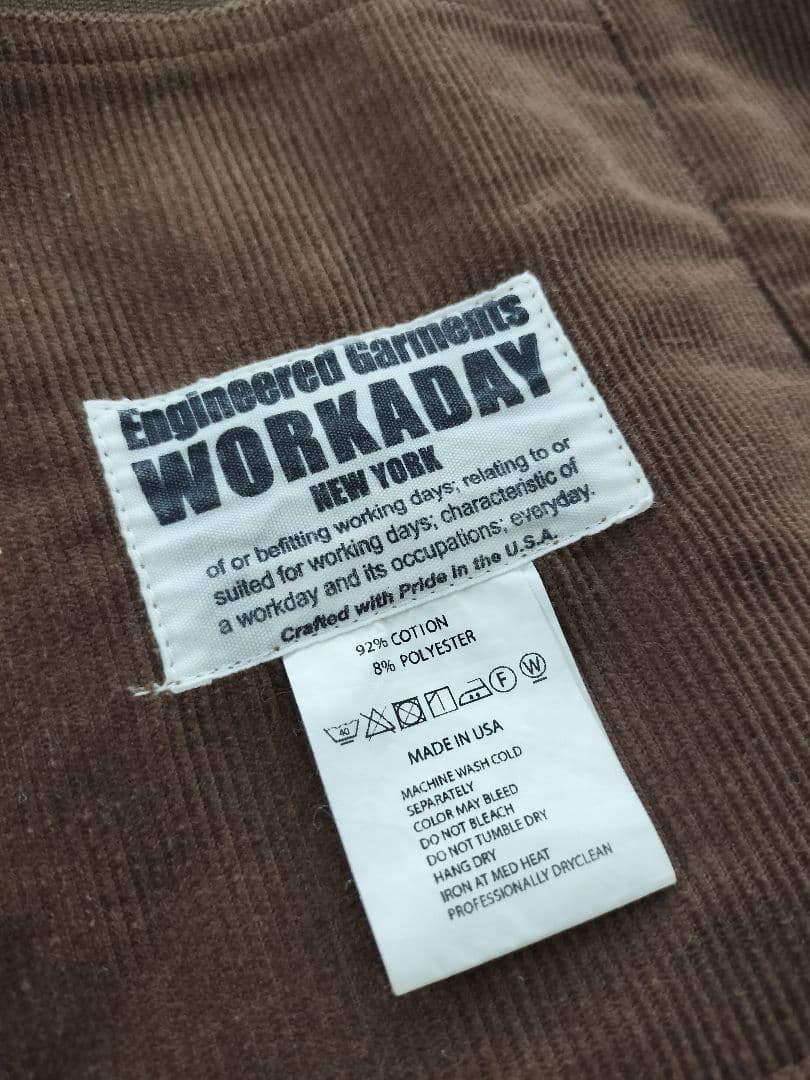 Engineered Garments
WORKADAY
NEW YORK
of or befitting working days; relating to or
suited for working days; characteristic of
a workday and its occupations; everyday.
Crafted with Pride in the U.S.A.
92% COTTON
8% POLYESTER
40 F W
MADE IN USA
MACHINE WASH COLD
SEPARATELY
COLOR MAY BLEED
DO NOT BLEACH
DO NOT TUMBLE DRY
HANG DRY
IRON AT MED HEAT
PROFESSIONALLY DRYCLEAN